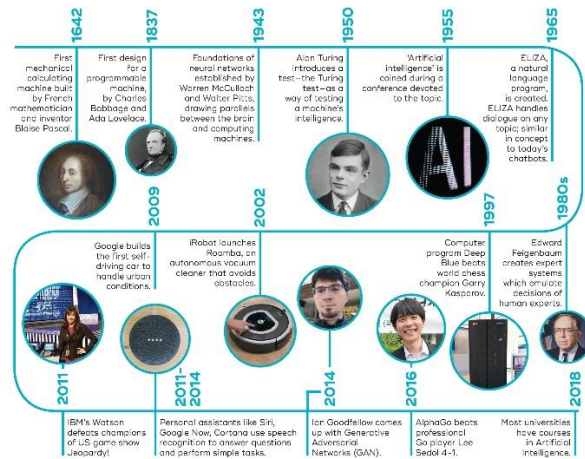 1642
1837
1943
1950
1955
1965
First
mechanical
calculating
machine built
by French
mathematician
and inventor
Blaise Pascal.
First design
for a
programmable
machine,
by Charles
Babbage and
Ada Lovelace.
Foundations of
neural networks
established by
Warren McCulloch
and Walter Pitts,
drawing parallels
between the brain
and computing
machines.
Alan Turing
introduces a
test—the Turing
test—as a
way of testing
a machine's
intelligence.
'Artificial
intelligence' is
coined during a
conference devoted
to the topic.
ELIZA,
a natural
language
program,
is created.
ELIZA handles
dialogue on any
topic; similar
in concept
to today's
chatbots.
AI
2009
2002
1997
1980s
Google builds
the first self-
driving car to
handle urban
conditions.
iRobot launches
Roomba, an
autonomous vacuum
cleaner that avoids
obstacles.
Computer
program Deep
Blue beats
world chess
champion Garry
Kasparov.
Edward
Feigenbaum
creates expert
systems
which emulate
decisions of
human experts.
2011
2011-
2014
2014
2016
2018
IBM's Watson
defeats champions
of US game show
Jeopardy!
Personal assistants like Siri,
Google Now, Cortana use speech
recognition to answer questions
and perform simple tasks.
Ian Goodfellow comes
up with Generative
Adversarial
Networks (GAN).
AlphaGo beats
professional
Go player Lee
Sedol 4-1.
Most universities
have courses
in Artificial
Intelligence.